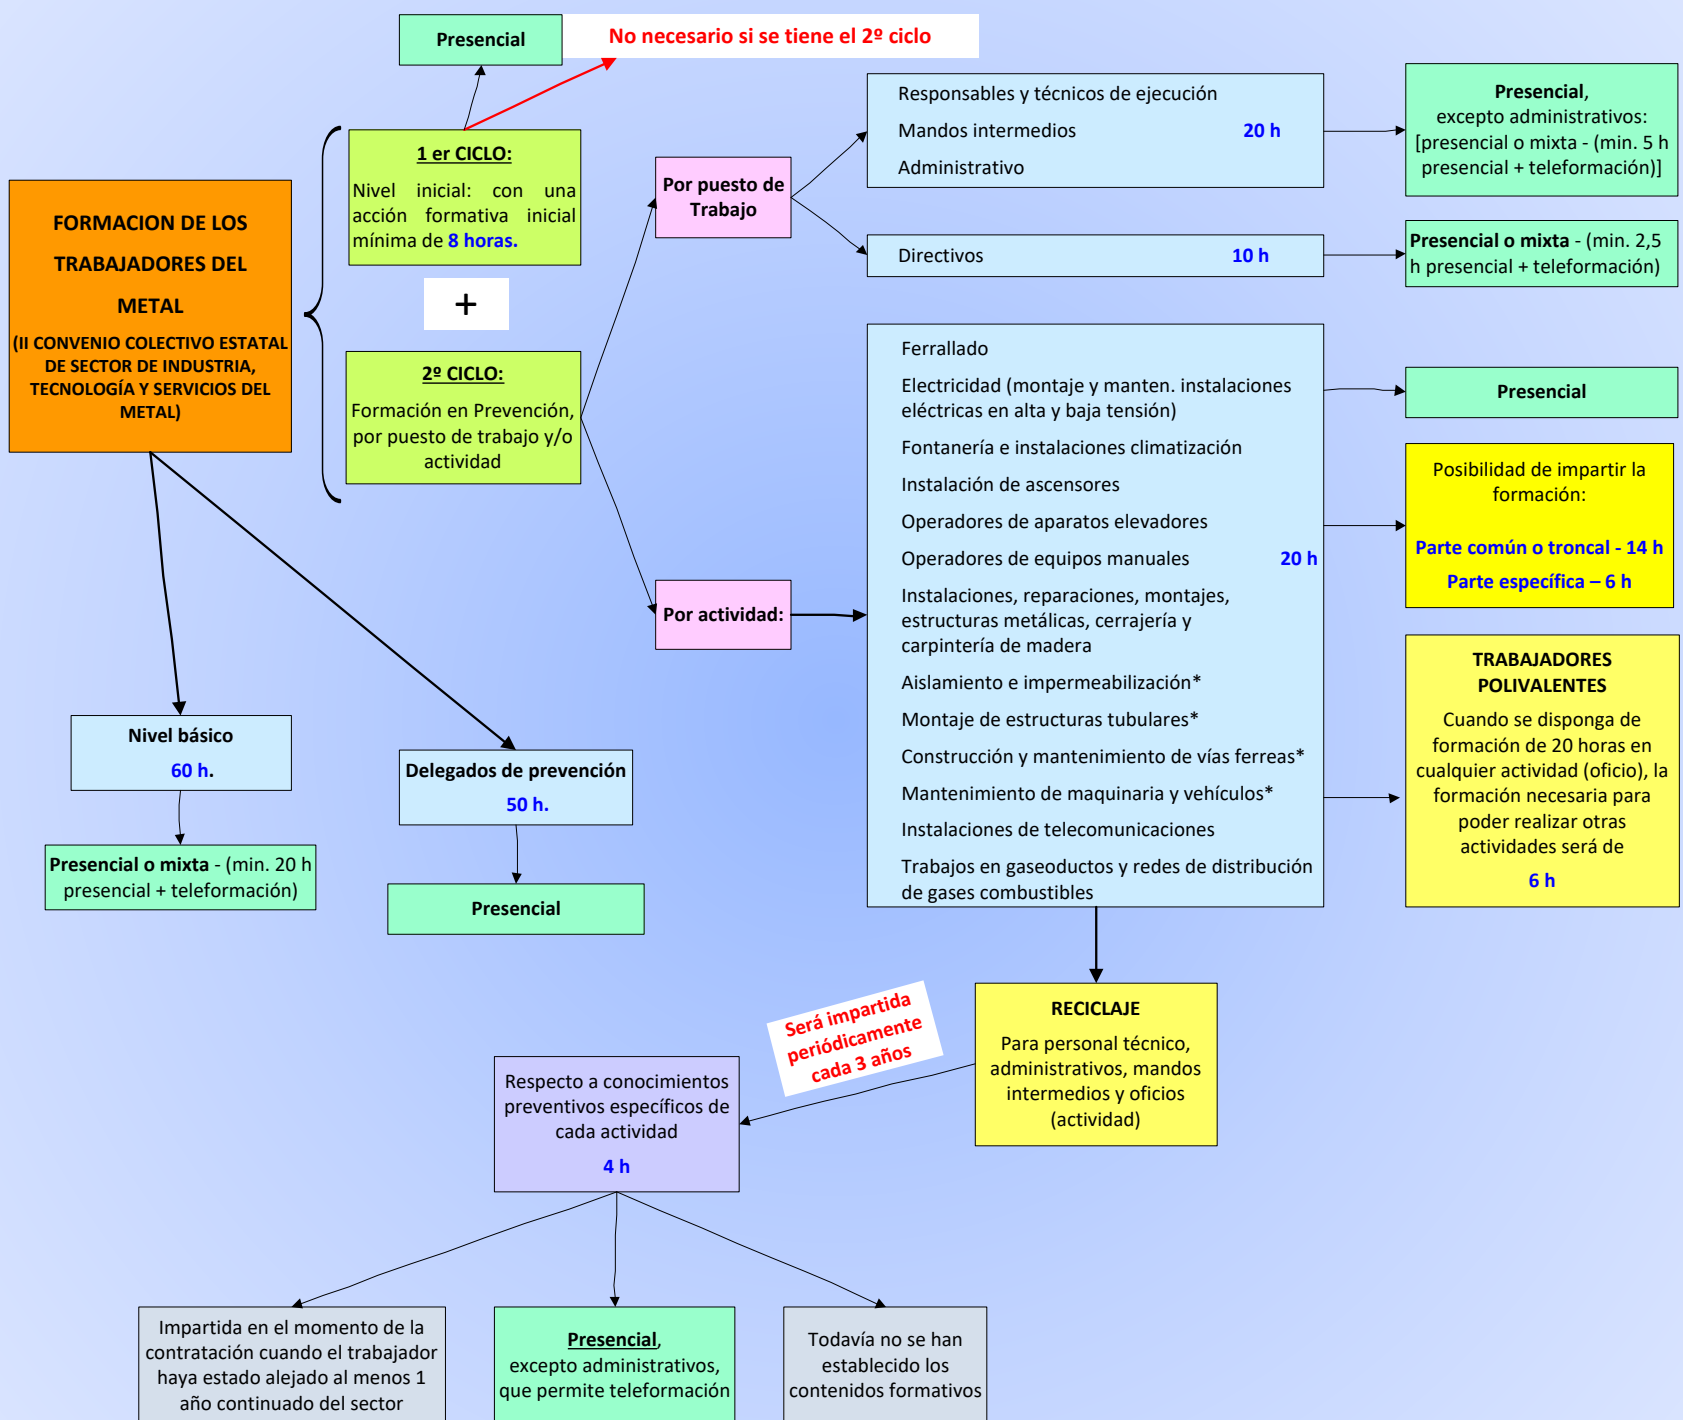 Presencial
No necesario si se tiene el 2º ciclo
FORMACION DE LOS
TRABAJADORES DEL
METAL
(II CONVENIO COLECTIVO ESTATAL
DE SECTOR DE INDUSTRIA,
TECNOLOGÍA Y SERVICIOS DEL
METAL)
1 er CICLO:
Nivel inicial: con una
acción formativa inicial
mínima de 8 horas.
+
2º CICLO:
Formación en Prevención,
por puesto de trabajo y/o
actividad
Por puesto de
Trabajo
Responsables y técnicos de ejecución
Mandos intermedios 20 h
Administrativo
Presencial,
excepto administrativos:
[presencial o mixta - (min. 5 h
presencial + teleformación)]
Directivos 10 h
Presencial o mixta - (min. 2,5
h presencial + teleformación)
Por actividad:
Ferrallado
Electricidad (montaje y manten. instalaciones
eléctricas en alta y baja tensión)
Fontanería e instalaciones climatización
Instalación de ascensores
Operadores de aparatos elevadores
Operadores de equipos manuales 20 h
Instalaciones, reparaciones, montajes,
estructuras metálicas, cerrajería y
carpintería de madera
Aislamiento e impermeabilización*
Montaje de estructuras tubulares*
Construcción y mantenimiento de vías ferreas*
Mantenimiento de maquinaria y vehículos*
Instalaciones de telecomunicaciones
Trabajos en gaseoductos y redes de distribución
de gases combustibles
Presencial
Posibilidad de impartir la
formación:
Parte común o troncal - 14 h
Parte específica – 6 h
TRABAJADORES
POLIVALENTES
Cuando se disponga de
formación de 20 horas en
cualquier actividad (oficio), la
formación necesaria para
poder realizar otras
actividades será de
6 h
Nivel básico
60 h.
Presencial o mixta - (min. 20 h
presencial + teleformación)
Delegados de prevención
50 h.
Presencial
RECICLAJE
Para personal técnico,
administrativos, mandos
intermedios y oficios
(actividad)
Será impartida
periódicamente
cada 3 años
Respecto a conocimientos
preventivos específicos de
cada actividad
4 h
Impartida en el momento de la
contratación cuando el trabajador
haya estado alejado al menos 1
año continuado del sector
Presencial,
excepto administrativos,
que permite teleformación
Todavía no se han
establecido los
contenidos formativos